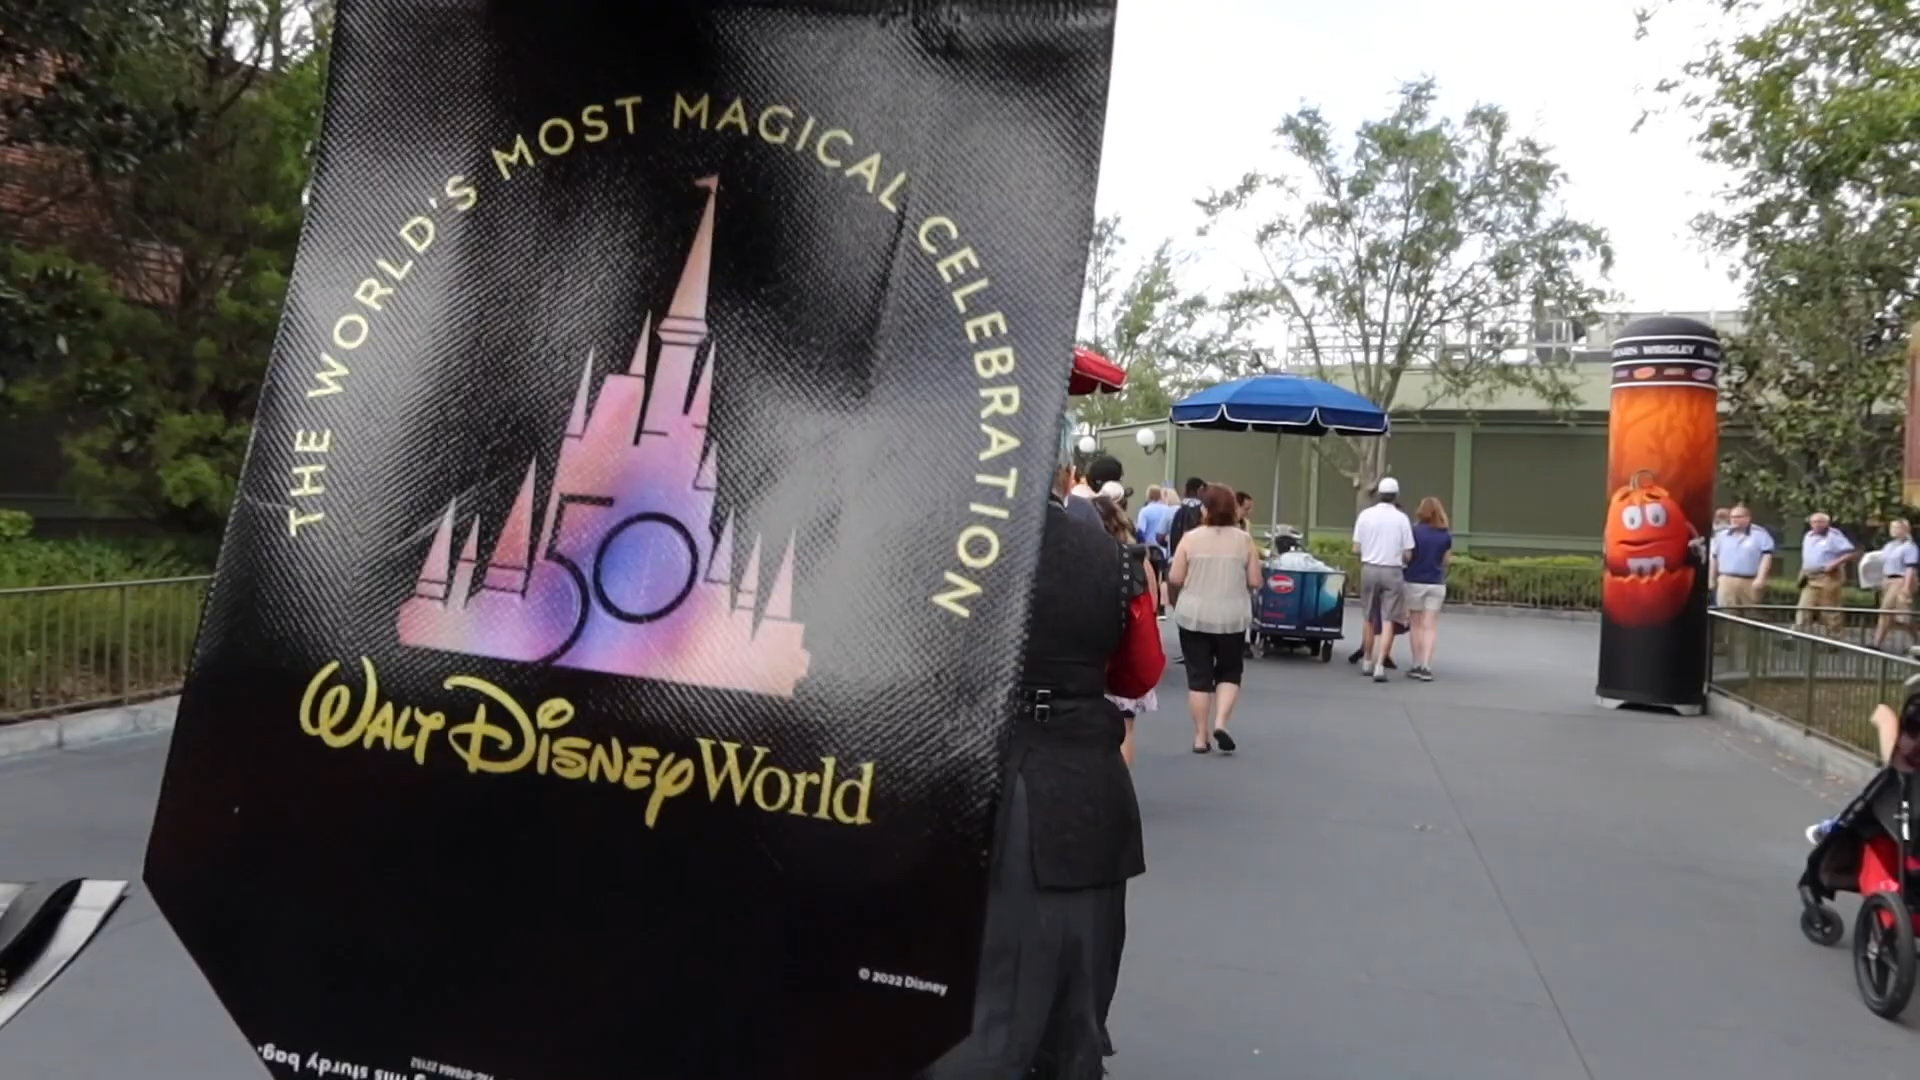 THE WORLD'S MOST MAGICAL CELEBRATION
50
WALT DISNEY World
© 2022 Disney
this sturdy bag.
WRIGLEY